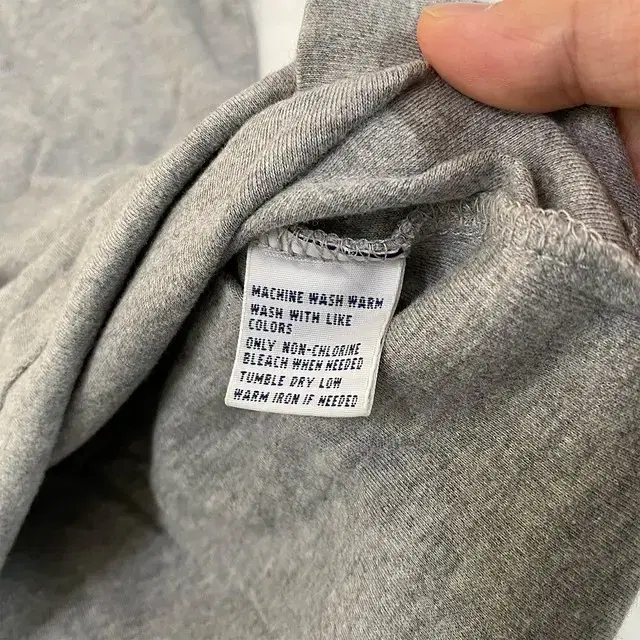 MACHINE WASH WARM
WASH WITH LIKE
COLORS
ONLY NON-CHLORINE
BLEACH WHEN NEEDED
TUMBLE DRY LOW
WARM IRON IF NEEDED